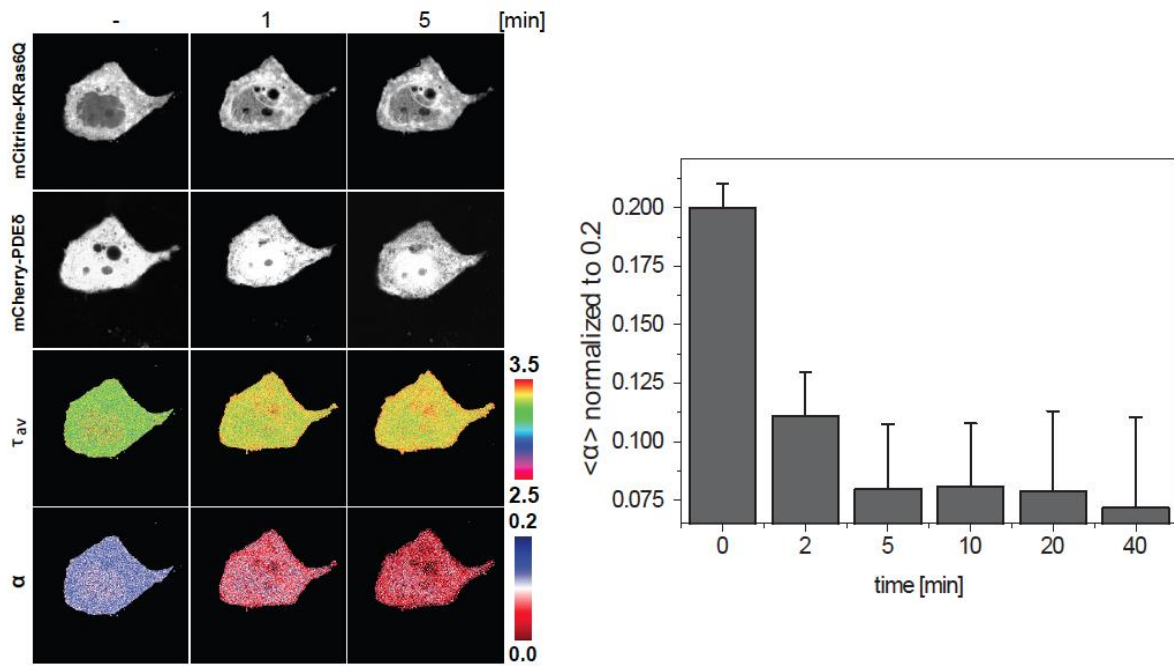 - 1 5 [min]
mCitrine-KRas6Q
mCherry-PDEδ
τav
3.5
2.5
α
0.2
0.0
<α> normalized to 0.2
0.200
0.175
0.150
0.125
0.100
0.075
0 2 5 10 20 40
time [min]